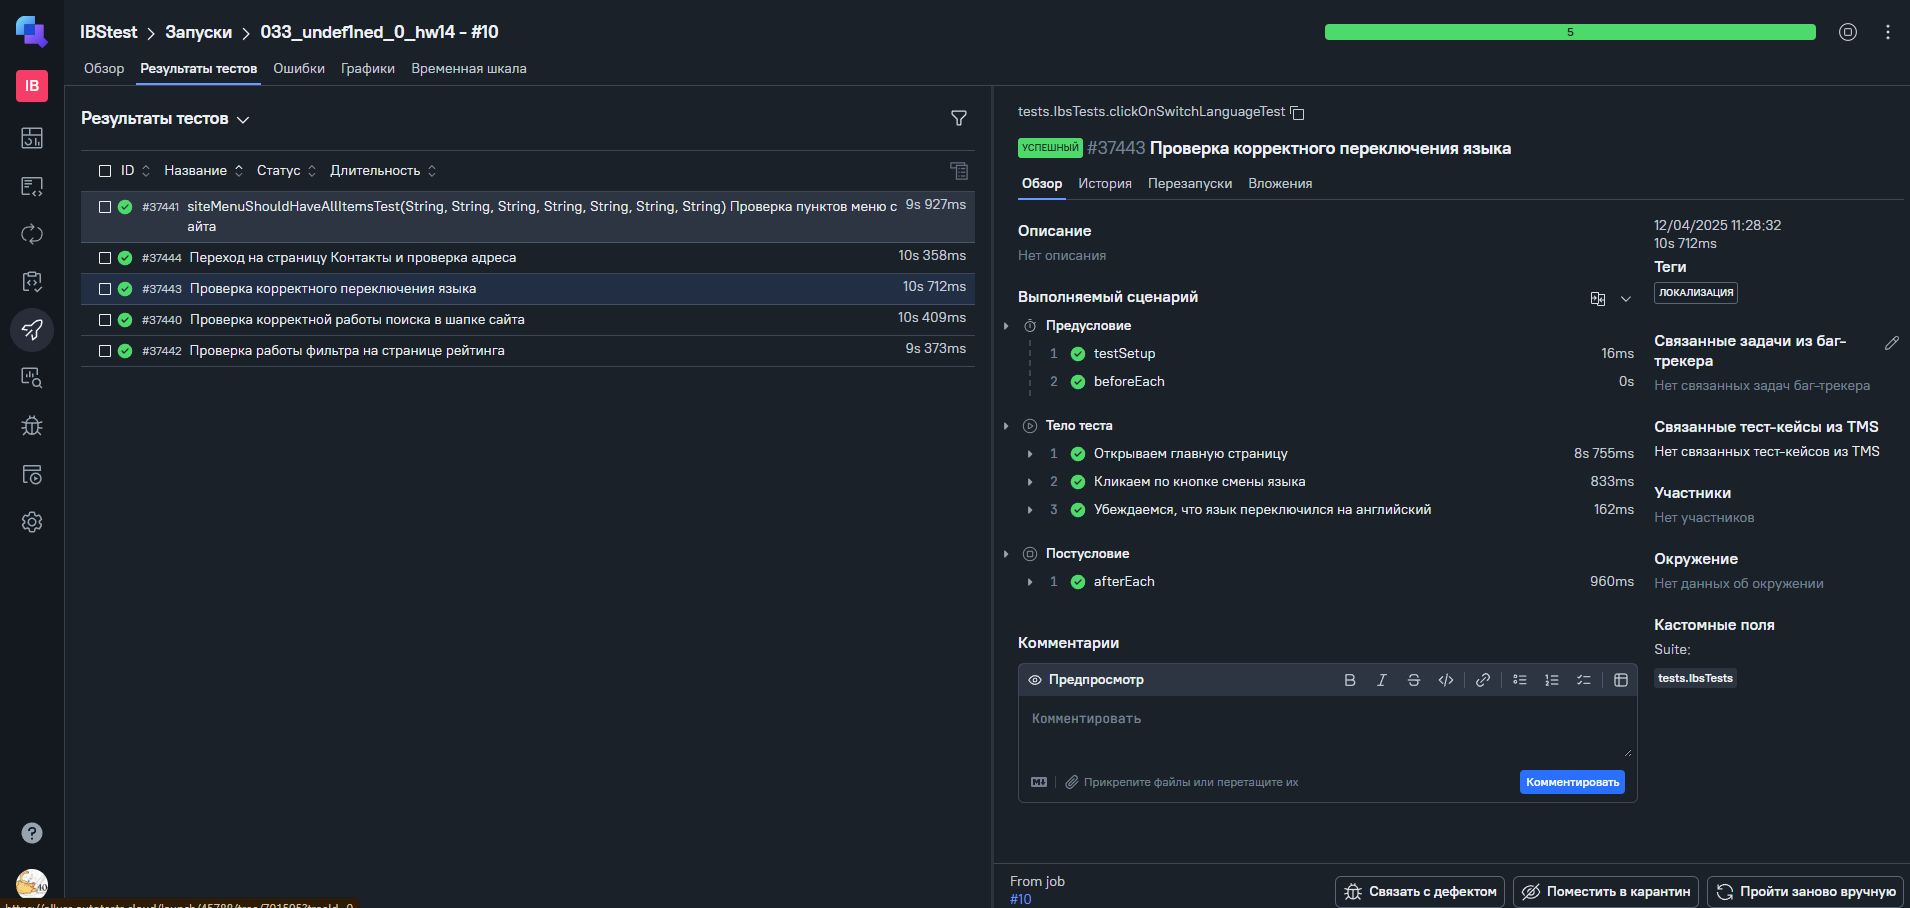 IBStest > Запуски > 033_undef1ned_0_hw14 - #10
5
Обзор Результаты тестов Ошибки Графики Временная шкала
IB
Результаты тестов
ID Название Статус Длительность
#37441 siteMenuShouldHaveAllItemsTest(String, String, String, String, String, String, String) Проверка пунктов меню с 9s 927ms
айта
#37444 Переход на страницу Контакты и проверка адреса 10s 358ms
#37443 Проверка корректного переключения языка 10s 712ms
#37440 Проверка корректной работы поиска в шапке сайта 10s 409ms
#37442 Проверка работы фильтра на странице рейтинга 9s 373ms
tests.IbsTests.clickOnSwitchLanguageTest
УСПЕШНЫЙ #37443 Проверка корректного переключения языка
Обзор История Перезапуски Вложения
Описание
Нет описания
Выполняемый сценарий
Предусловие
1 testSetup 16ms
2 beforeEach 0s
Тело теста
1 Открываем главную страницу 8s 755ms
2 Кликаем по кнопке смены языка 833ms
3 Убеждаемся, что язык переключился на английский 162ms
Постусловие
1 afterEach 960ms
Комментарии
Предпросмотр
Комментировать
Прикрепите файлы или перетащите их
Комментировать
12/04/2025 11:28:32
10s 712ms
Теги
ЛОКАЛИЗАЦИЯ
Связанные задачи из баг-
трекера
Нет связанных задач баг-трекера
Связанные тест-кейсы из TMS
Нет связанных тест-кейсов из TMS
Участники
Нет участников
Окружение
Нет данных об окружении
Кастомные поля
Suite:
tests.IbsTests
From job
#10
Связать с дефектом
Поместить в карантин
Пройти заново вручную